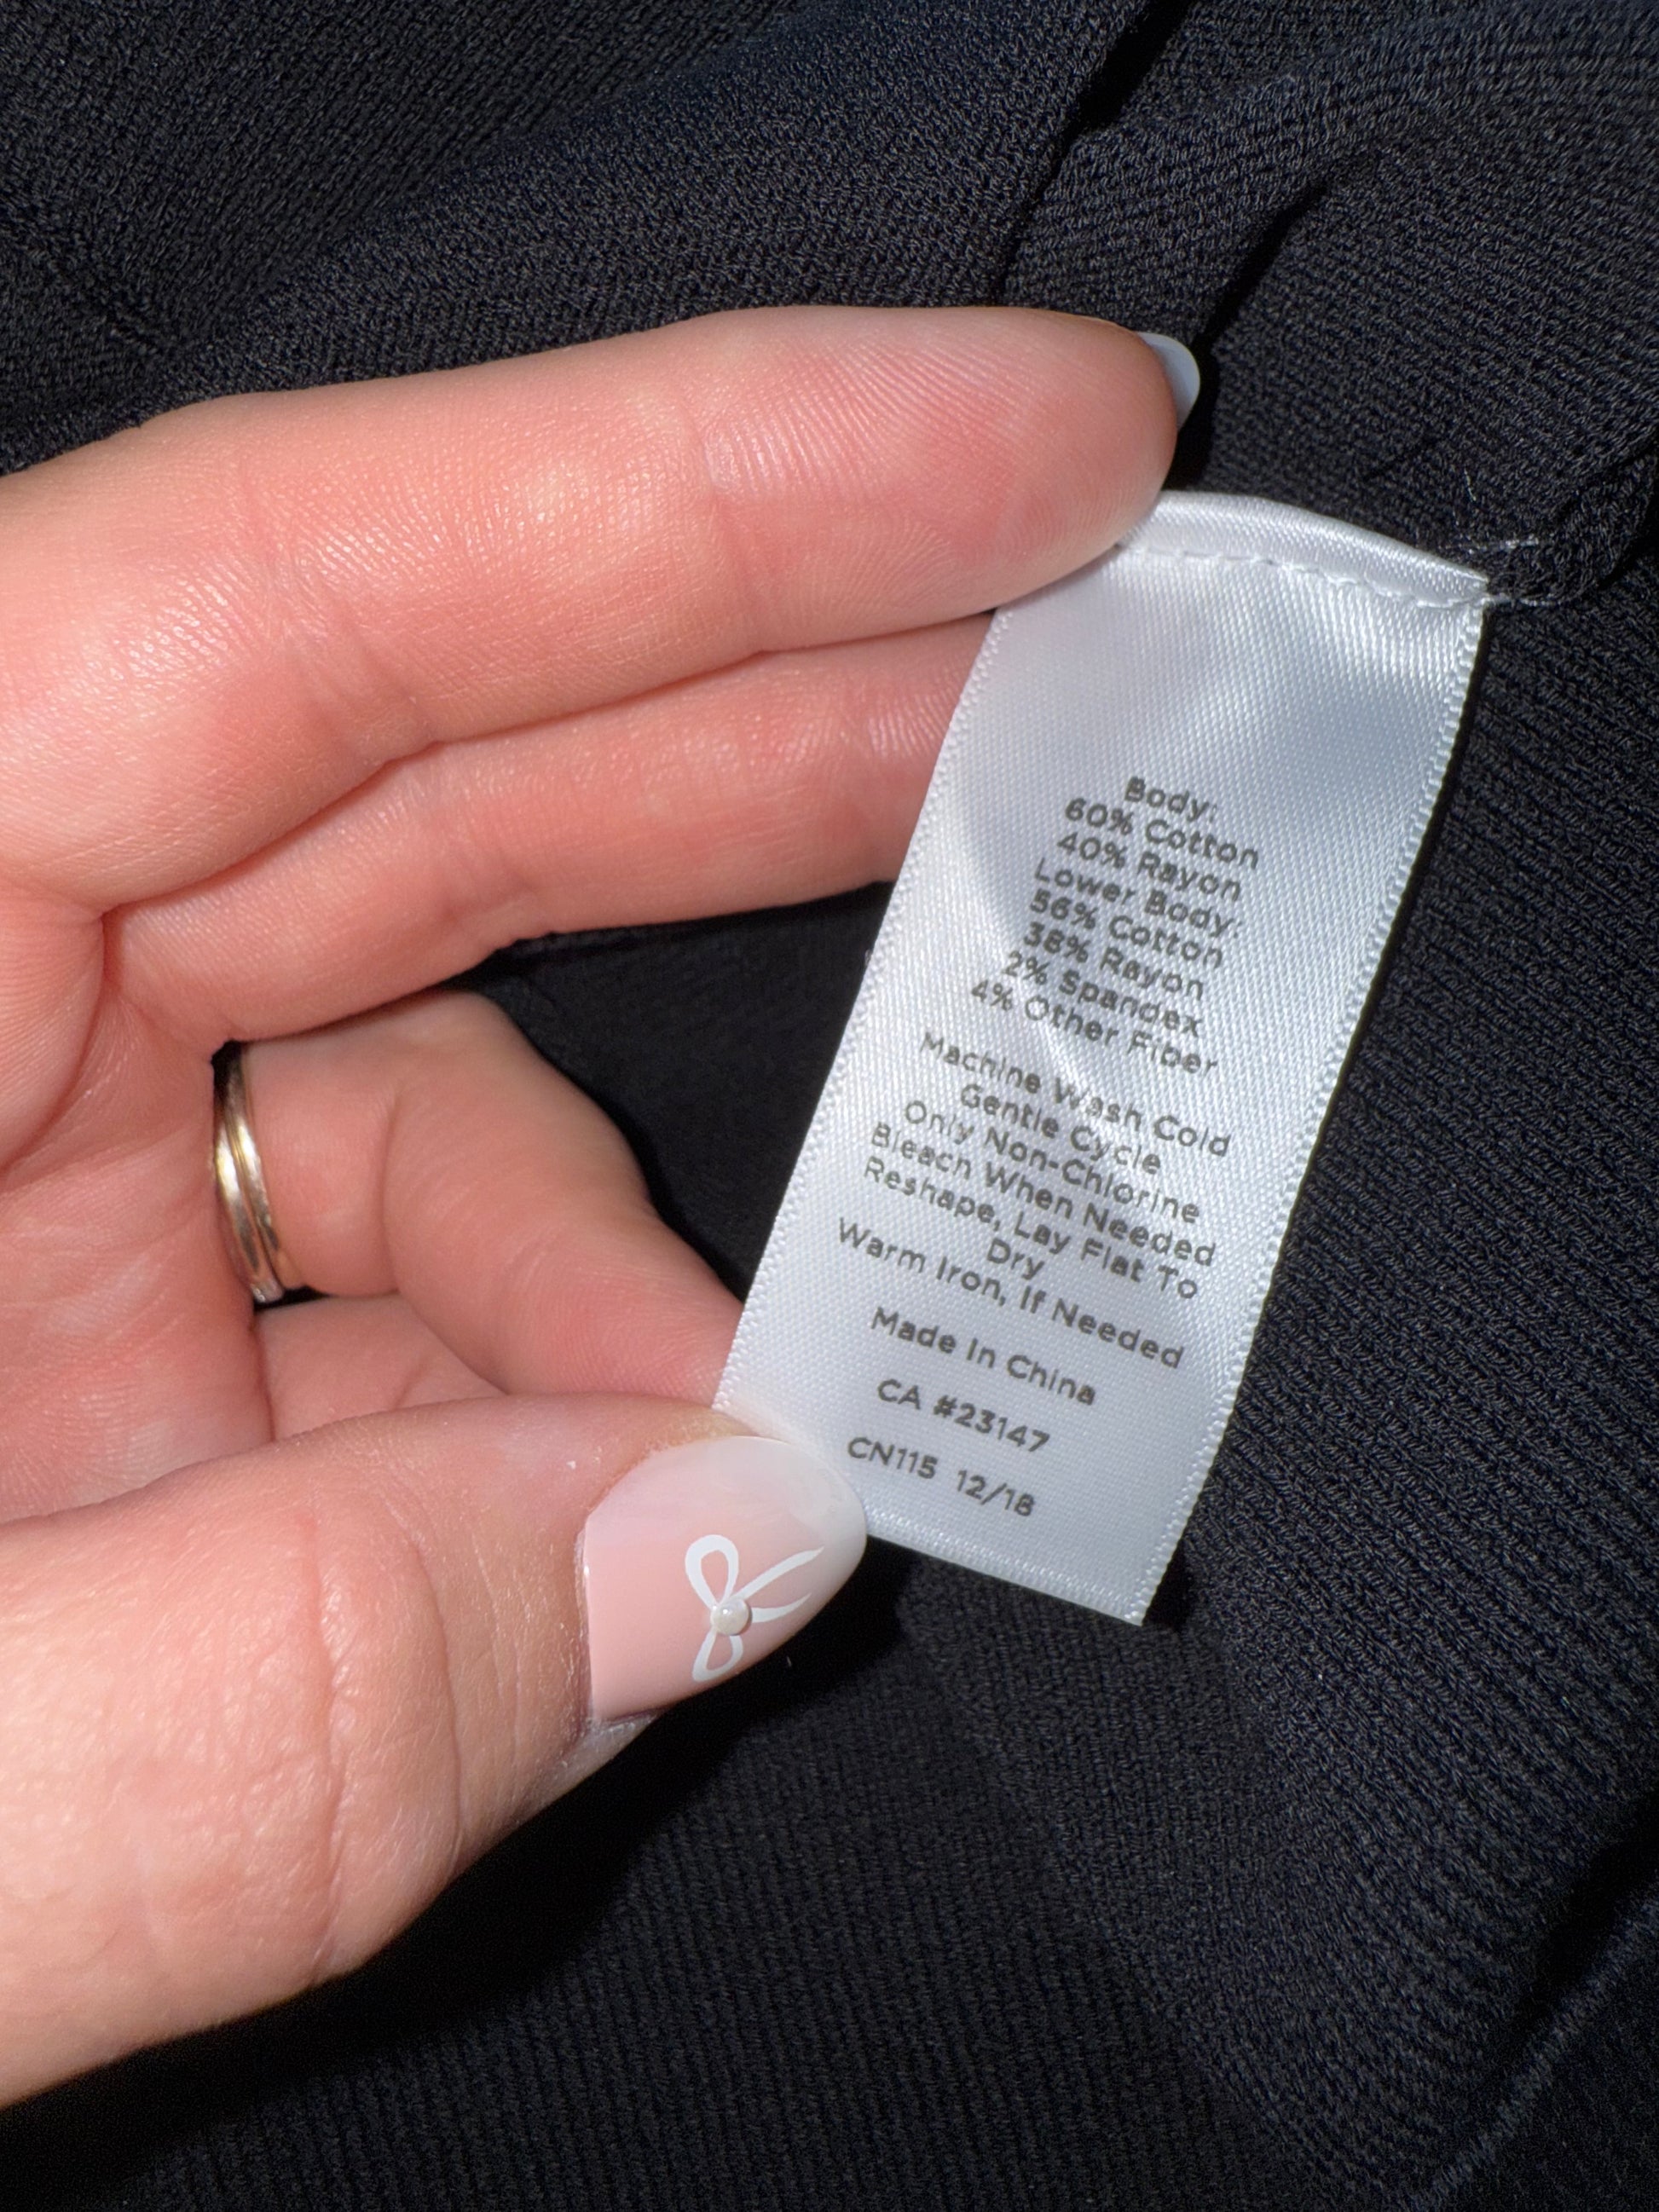 Body:
60% Cotton
40% Rayon
Lower Body:
56% Cotton
38% Rayon
2% Spandex
4% Other Fiber
Machine Wash Cold
Gentle Cycle
Only Non-Chlorine
Bleach When Needed
Reshape, Lay Flat To
Dry
Warm Iron, If Needed
Made In China
CA #23147
CN115 12/18